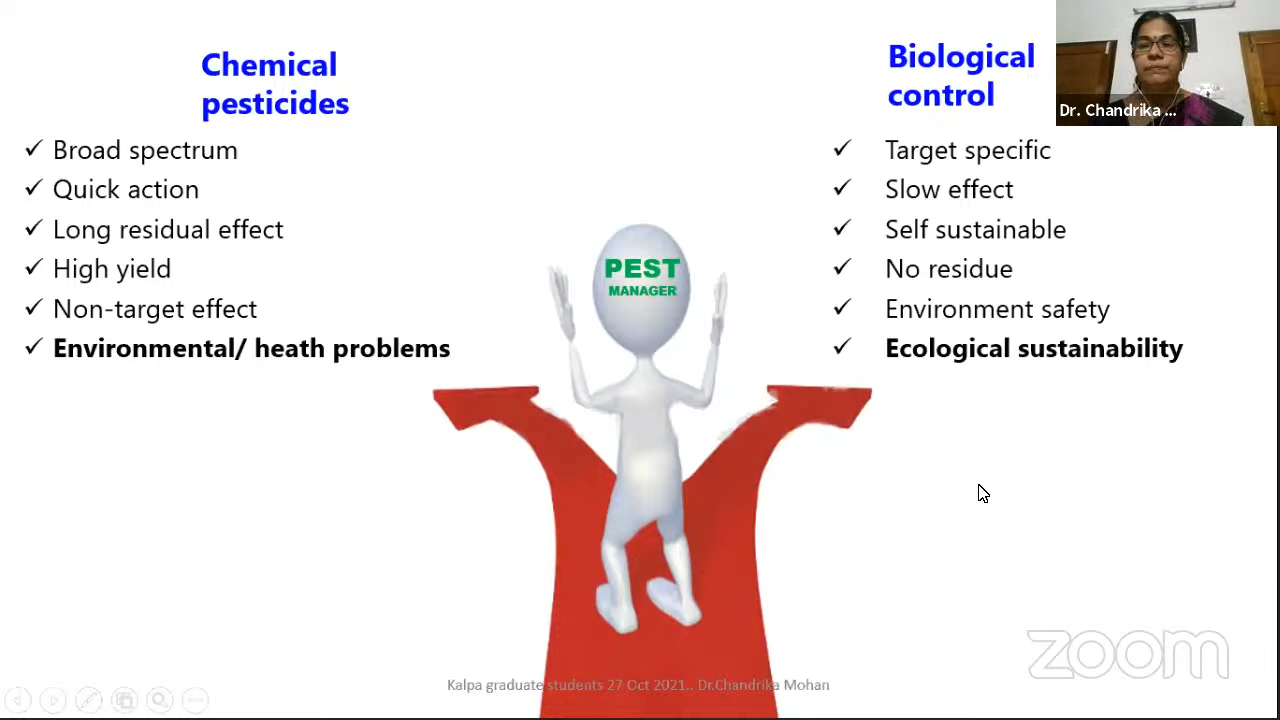 Chemical
pesticides
✓ Broad spectrum
✓ Quick action
✓ Long residual effect
✓ High yield
✓ Non-target effect
✓ Environmental/ heath problems
Biological
control
✓ Target specific
✓ Slow effect
✓ Self sustainable
✓ No residue
✓ Environment safety
✓ Ecological sustainability
Dr. Chandrika ...
PEST
MANAGER
zoom
Kalpa graduate students 27 Oct 2021,. Dr.Chandrika Mohan